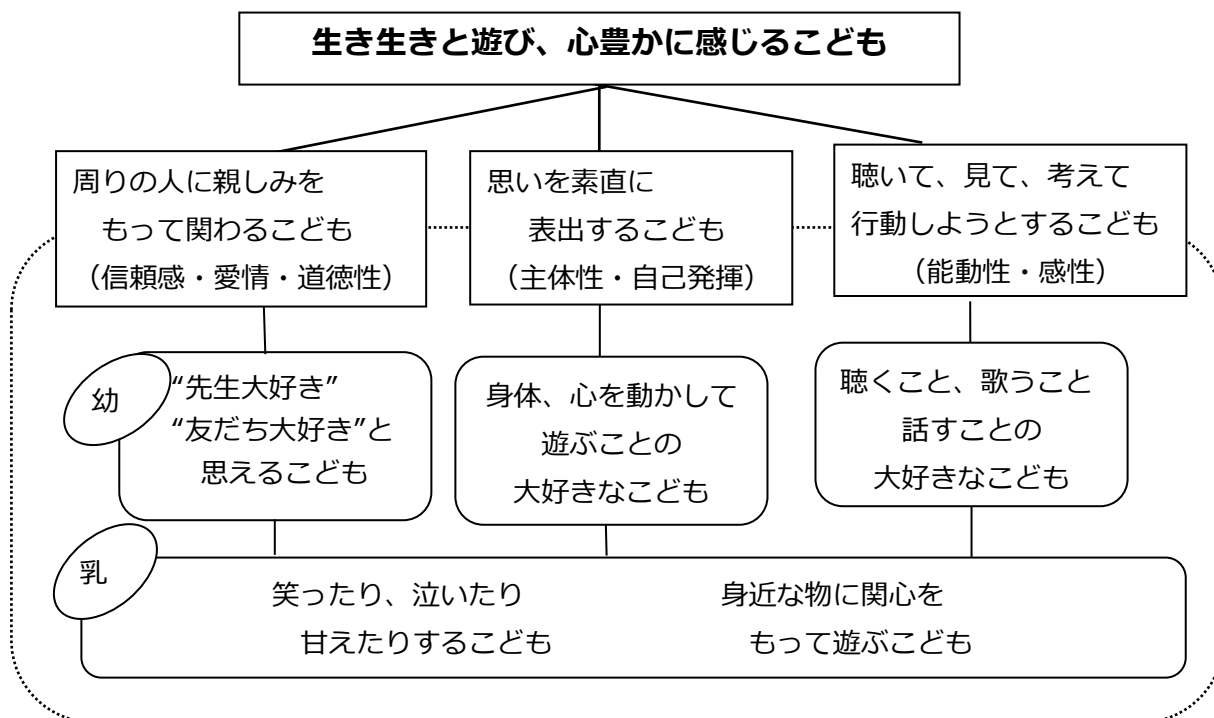 生き生きと遊び、心豊かに感じるこども
周りの人に親しみを
もって関わるこども
（信頼感・愛情・道徳性）
思いを素直に
表出するこども
（主体性・自己発揮）
聴いて、見て、考えて
行動しようとするこども
（能動性・感性）
幼
“先生大好き”
“友だち大好き”と
思えるこども
身体、心を動かして
遊ぶことの
大好きなこども
聴くこと、歌うこと
話すことの
大好きなこども
乳
笑ったり、泣いたり
甘えたりするこども
身近な物に関心を
もって遊ぶこども